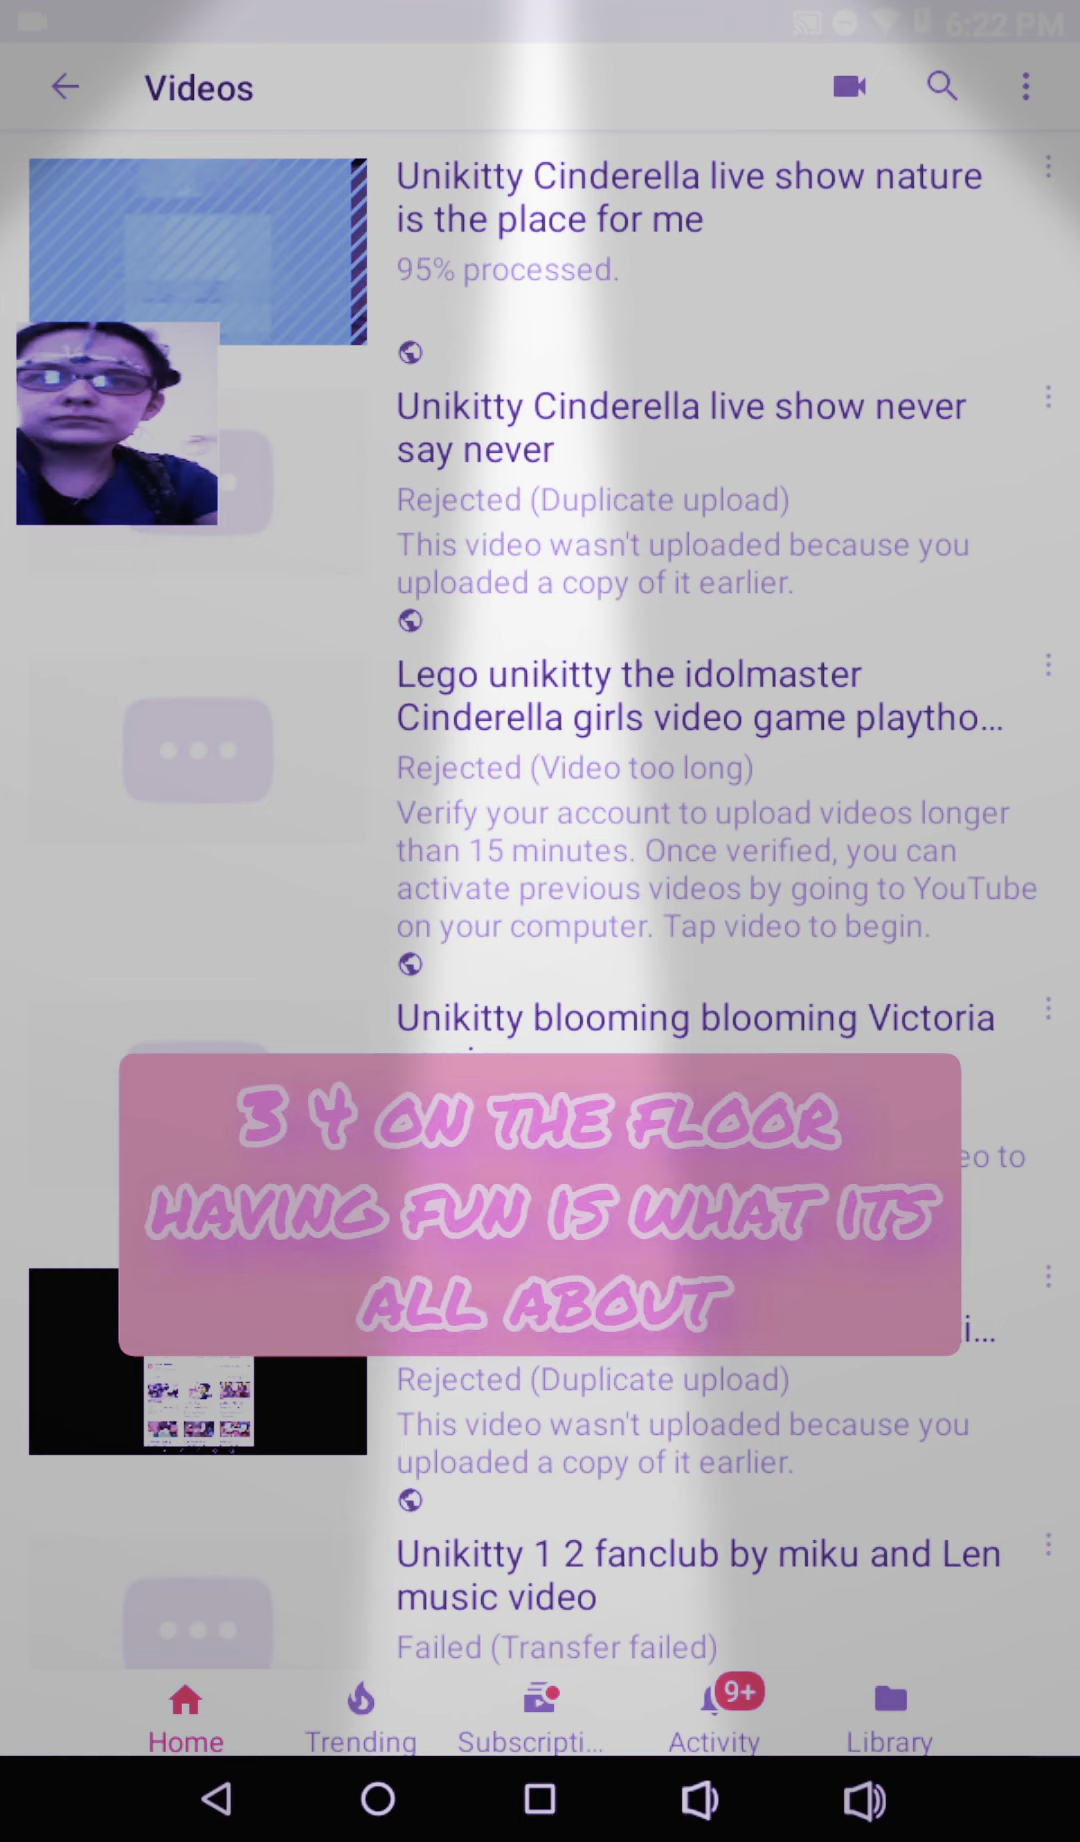 6:22 PM
Videos
Unikitty Cinderella live show nature
is the place for me
95% processed.
Unikitty Cinderella live show never
say never
Rejected (Duplicate upload)
This video wasn't uploaded because you
uploaded a copy of it earlier.
Lego unikitty the idolmaster
Cinderella girls video game playtho...
Rejected (Video too long)
Verify your account to upload videos longer
than 15 minutes. Once verified, you can
activate previous videos by going to YouTube
on your computer. Tap video to begin.
Unikitty blooming blooming Victoria
3 4 ON THE FLOOR
HAVING FUN IS WHAT ITS
ALL ABOUT
to
Rejected (Duplicate upload)
This video wasn't uploaded because you
uploaded a copy of it earlier.
Unikitty 1 2 fanclub by miku and Len
music video
Failed (Transfer failed)
9+
Home Trending Subscripti... Activity Library